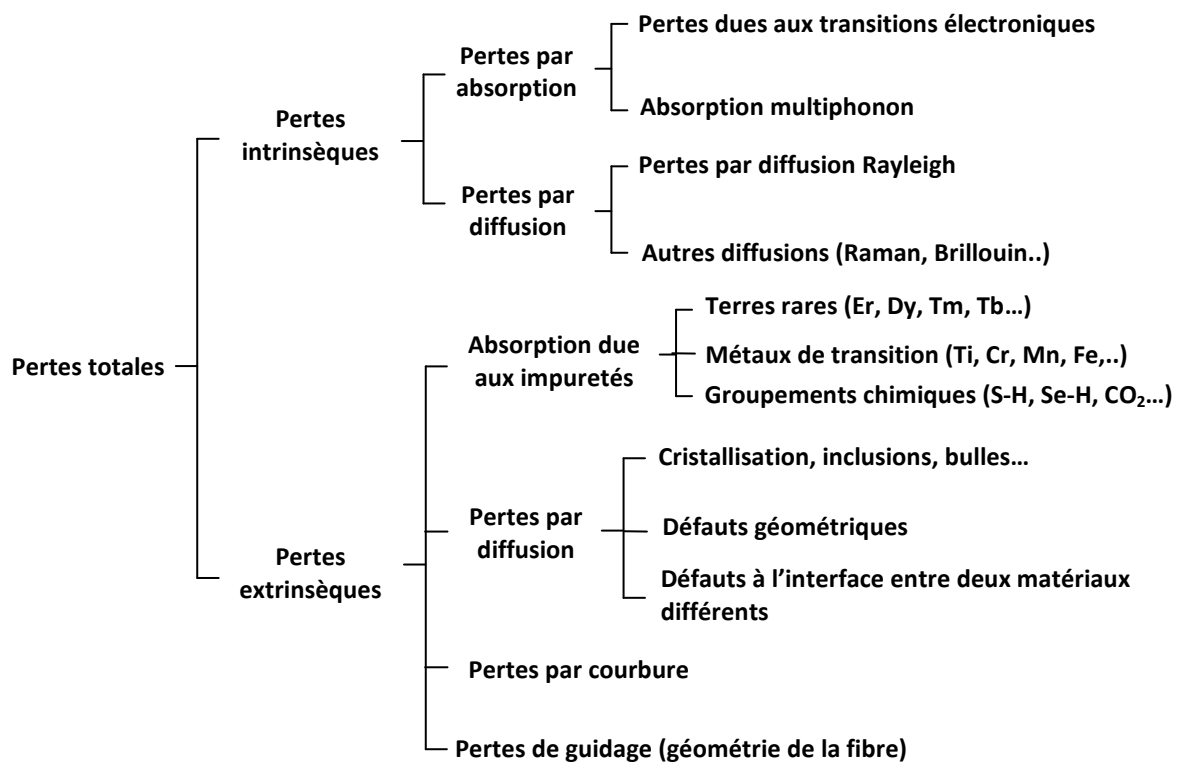 Pertes totales
Pertes
intrinsèques
Pertes par
absorption
Pertes dues aux transitions électroniques
Absorption multiphonon
Pertes par
diffusion
Pertes par diffusion Rayleigh
Autres diffusions (Raman, Brillouin..)
Pertes
extrinsèques
Absorption due
aux impuretés
Terres rares (Er, Dy, Tm, Tb…)
Métaux de transition (Ti, Cr, Mn, Fe,..)
Groupements chimiques (S-H, Se-H, CO₂…)
Pertes par
diffusion
Cristallisation, inclusions, bulles…
Défauts géométriques
Défauts à l’interface entre deux matériaux
différents
Pertes par courbure
Pertes de guidage (géométrie de la fibre)